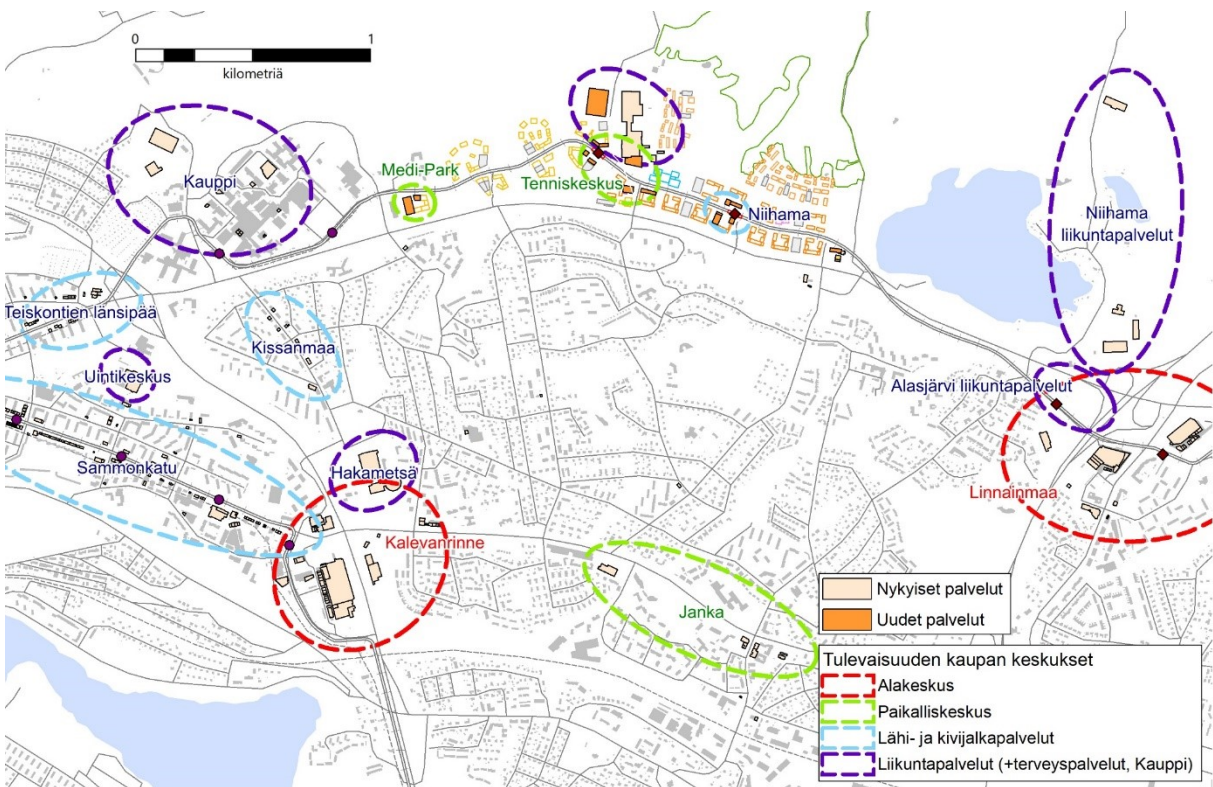 0 1
kilometriä
Kauppi
Medi-Park
Tenniskeskus
Niihama
Niihama
liikuntapalvelut
Teiskontien länsipää
Kissanmaa
Uintikeskus
Alasjärvi liikuntapalvelut
Sammonkatu
Hakametsä
Linnainmaa
Kalevanrinne
Janka
Nykyiset palvelut
Uudet palvelut
Tulevaisuuden kaupan keskukset
Alakeskus
Paikalliskeskus
Lähi- ja kivijalkapalvelut
Liikuntapalvelut (+terveyspalvelut, Kauppi)